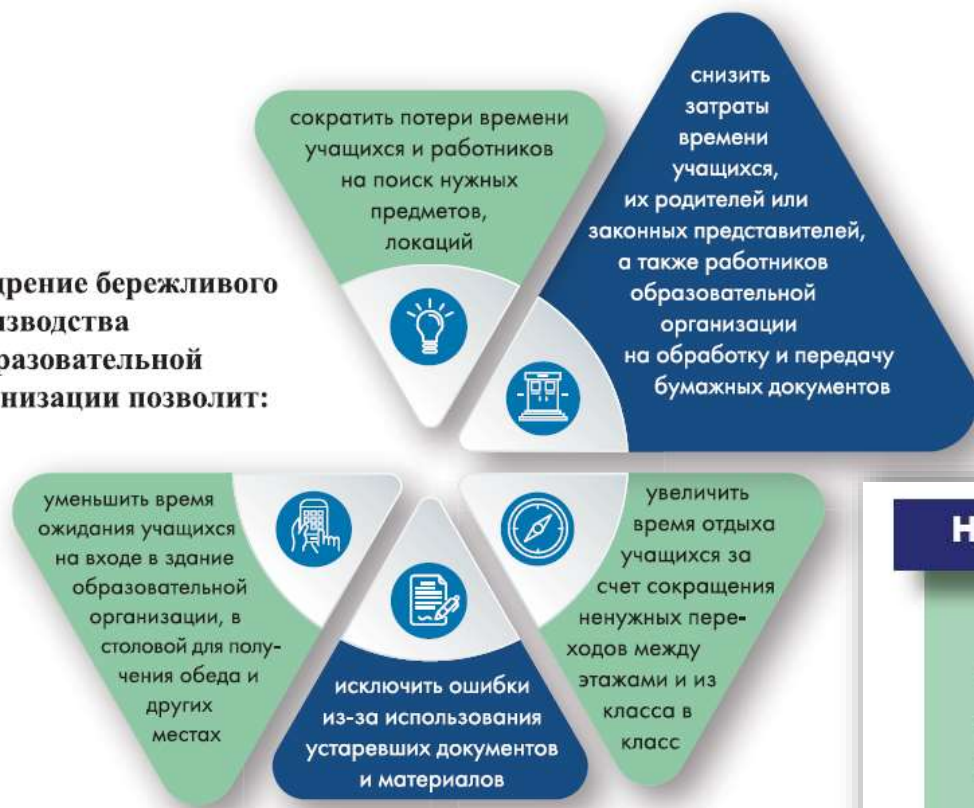 сократить потери времени
учащихся и работников
на поиск нужных
предметов,
локаций
снизить
затраты
времени
учащихся,
их родителей или
законных представителей,
а также работников
образовательной
организации
на обработку и передачу
бумажных документов
дрение бережливого
изводства
разовательной
низации позволит:
уменьшить время
ожидания учащихся
на входе в здание
образовательной
организации, в
столовой для полу-
чения обеда и
других
местах
исключить ошибки
из-за использования
устаревших документов
и материалов
увеличить
время отдыха
учащихся за
счет сокращения
ненужных пере-
ходов между
этажами и из
класса в
класс
Н